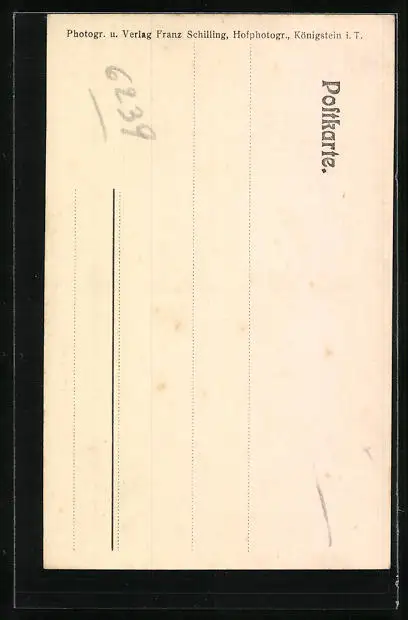 Photogr. u. Verlag Franz Schilling, Hofphotogr., Königstein i. T.
6239
Postkarte.